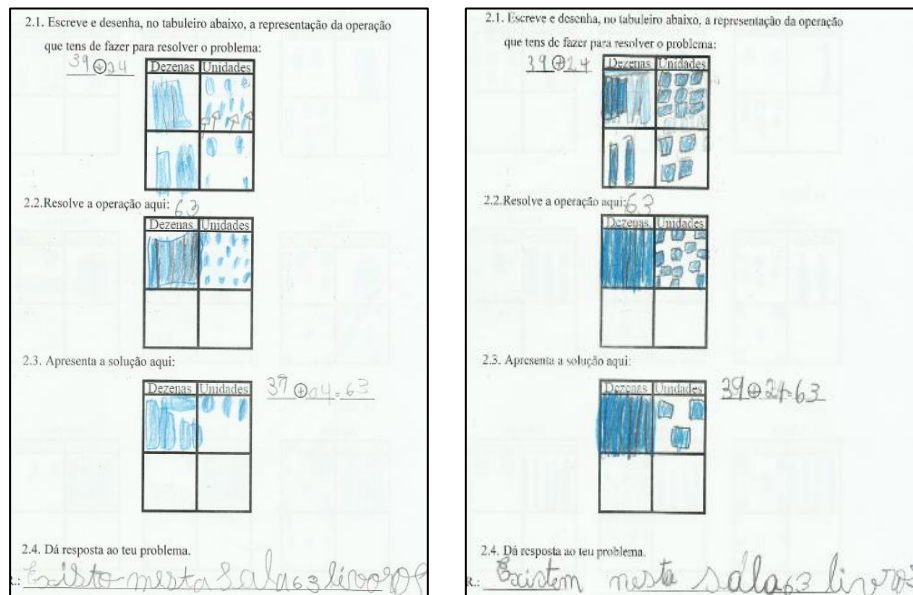 2.1. Escreve e desenha, no tabuleiro abaixo, a representação da operação
que tens de fazer para resolver o problema:
39 + 24
Dezenas Unidades
2.2.Resolve a operação aqui: 63
Dezenas Unidades
2.3. Apresenta a solução aqui:
Dezenas Unidades
2.4. Dá resposta ao teu problema.
Existo nesta Sala 63
2.1. Escreve e desenha, no tabuleiro abaixo, a representação da operação
que tens de fazer para resolver o problema:
39 + 24
Dezenas Unidades
2.2.Resolve a operação aqui: 63
Dezenas Unidades
2.3. Apresenta a solução aqui:
Dezenas Unidades 39 + 24 = 63
2.4. Dá resposta ao teu problema.
R.: Existem nesta sala 63 livros